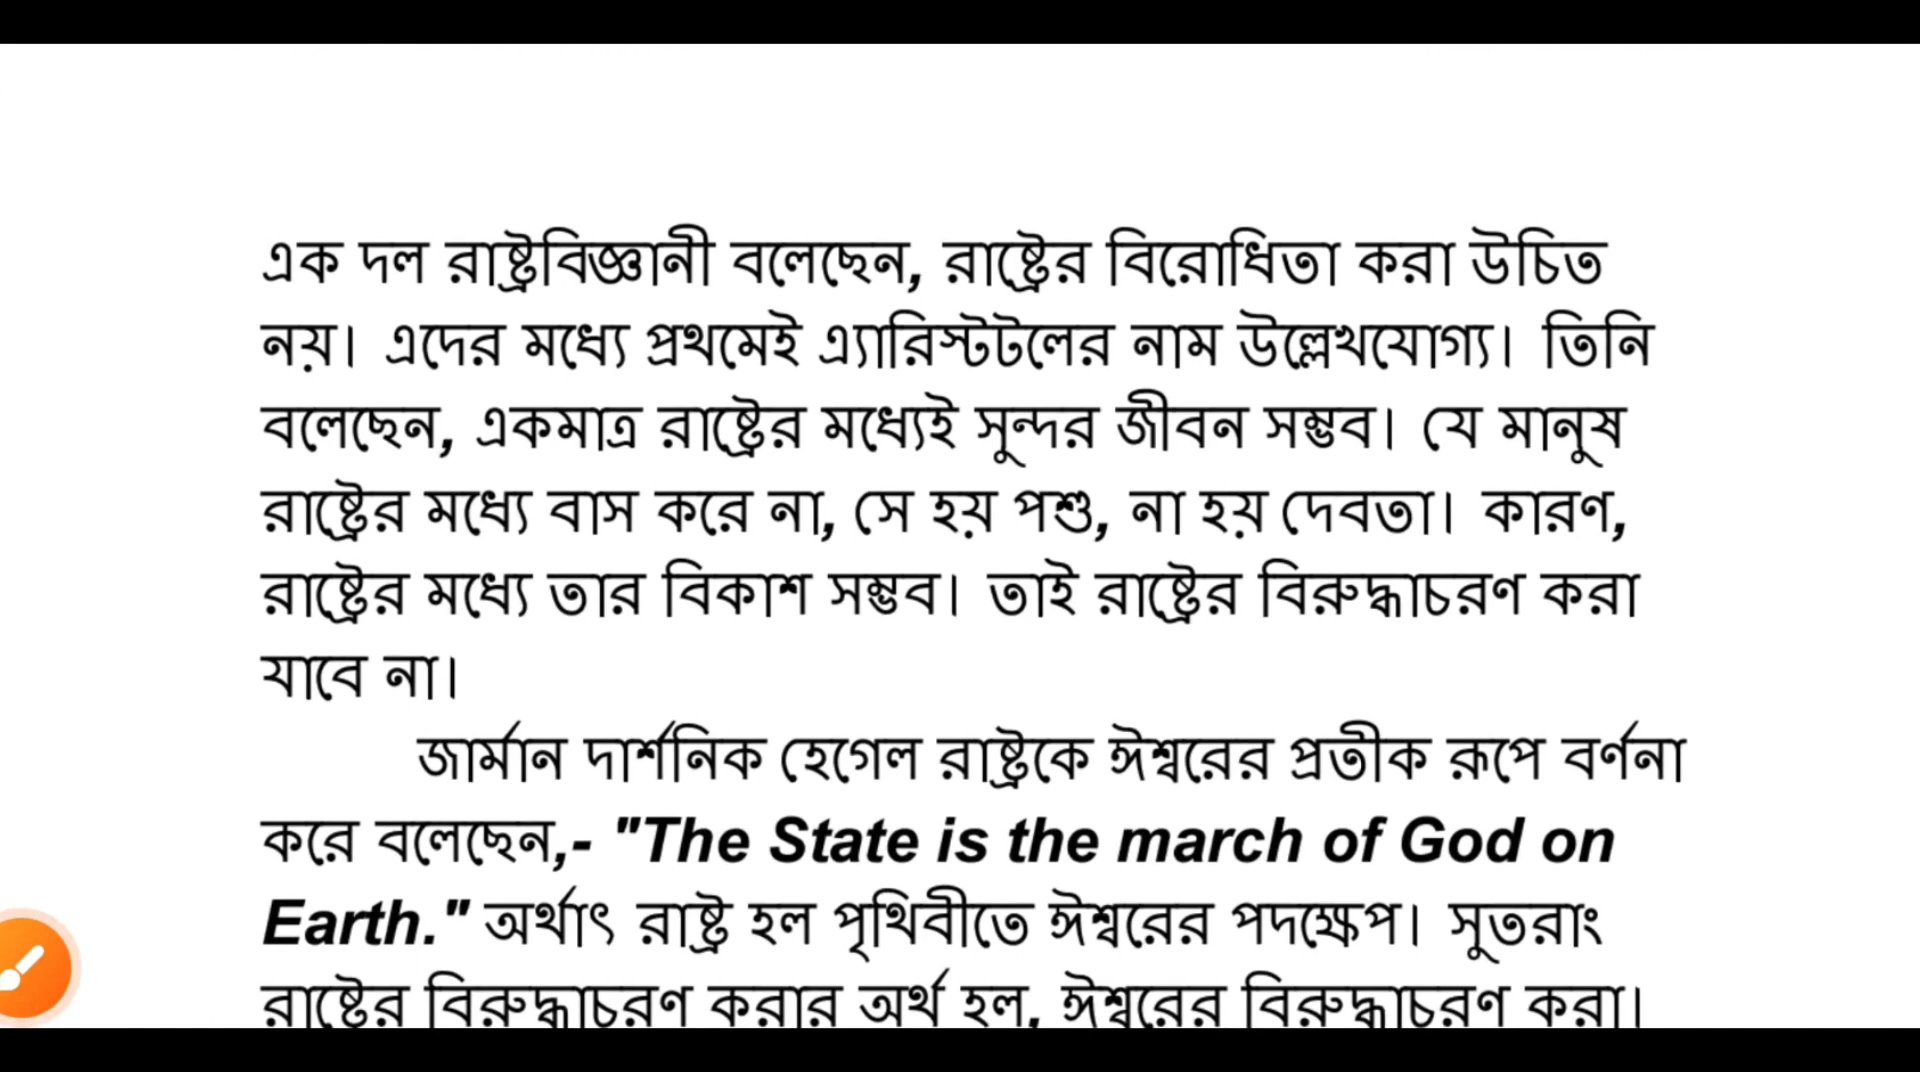 এক দল রাষ্ট্রবিজ্ঞানী বলেছেন, রাষ্ট্রের বিরোধিতা করা উচিত
নয়। এদের মধ্যে প্রথমেই এ্যারিস্টটলের নাম উল্লেখযোগ্য। তিনি
বলেছেন, একমাত্র রাষ্ট্রের মধ্যেই সুন্দর জীবন সম্ভব। যে মানুষ
রাষ্ট্রের মধ্যে বাস করে না, সে হয় পশু, না হয় দেবতা। কারণ,
রাষ্ট্রের মধ্যে তার বিকাশ সম্ভব। তাই রাষ্ট্রের বিরুদ্ধাচরণ করা
যাবে না।
জার্মান দার্শনিক হেগেল রাষ্ট্রকে ঈশ্বরের প্রতীক রূপে বর্ণনা
করে বলেছেন,- "The State is the march of God on
Earth." অর্থাৎ রাষ্ট্র হল পৃথিবীতে ঈশ্বরের পদক্ষেপ। সুতরাং
রাষ্ট্রের বিরুদ্ধাচরণ করার অর্থ হল, ঈশ্বরের বিরুদ্ধাচরণ করা।